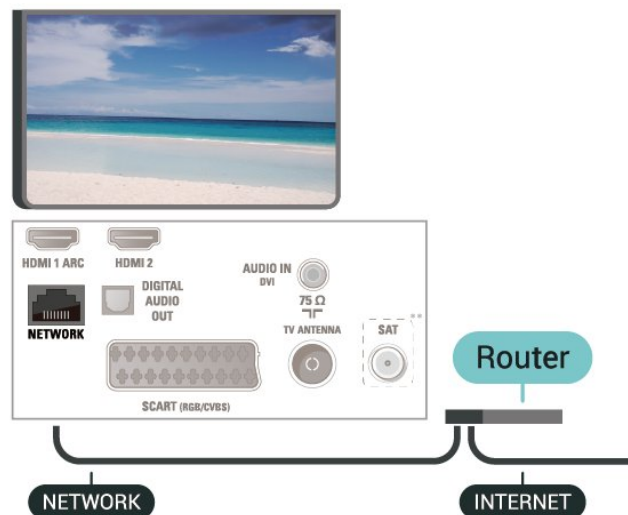 HDMI 1 ARC
HDMI 2
AUDIO IN
DVI
DIGITAL
AUDIO
OUT
75 Ω
NETWORK
TV ANTENNA
SAT
**
SCART (RGB/CVBS)
Router
NETWORK
INTERNET